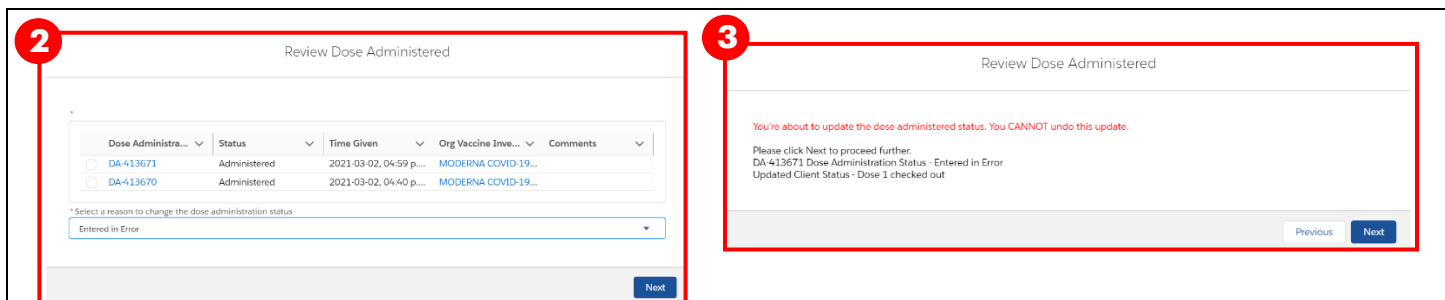 2
Review Dose Administered
*
Dose Administra... Status Time Given Org Vaccine Inve... Comments
DA-413671 Administered 2021-03-02, 04:59 p.... MODERNA COVID-19...
DA-413670 Administered 2021-03-02, 04:40 p.... MODERNA COVID-19...
*Select a reason to change the dose administration status
Entered in Error
Next
3
Review Dose Administered
You're about to update the dose administered status. You CANNOT undo this update.
Please click Next to proceed further.
DA-413671 Dose Administration Status - Entered in Error
Updated Client Status - Dose 1 checked out
Previous Next